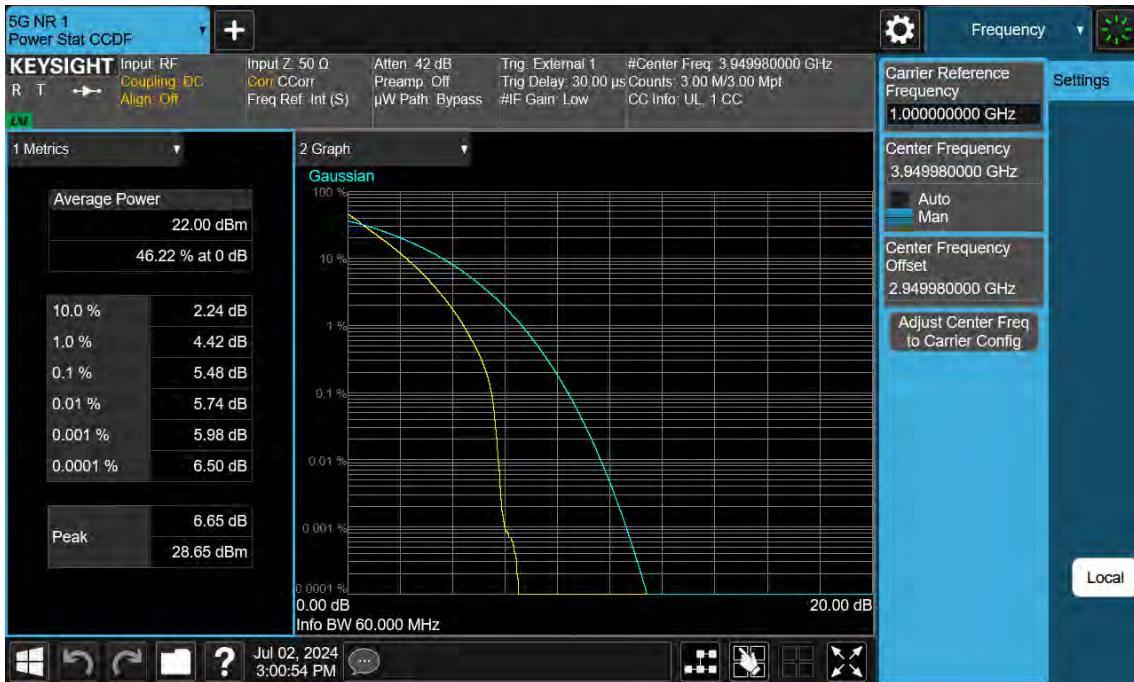 5G NR 1
Power Stat CCDF
Frequency
KEYSIGHT
R T
LNI
Input: RF
Coupling: DC
Align: Off
Input Z: 50 Ω
Corr CCorr
Freq Ref: Int (S)
Atten: 42 dB
Preamp: Off
µW Path: Bypass
Trig: External 1
Trig Delay: 30.00 µs
#IF Gain: Low
#Center Freq: 3.949980000 GHz
Counts: 3.00 M/3.00 Mpt
CC Info: UL, 1 CC
1 Metrics
Average Power
22.00 dBm
46.22 % at 0 dB
10.0 % 2.24 dB
1.0 % 4.42 dB
0.1 % 5.48 dB
0.01 % 5.74 dB
0.001 % 5.98 dB
0.0001 % 6.50 dB
Peak
6.65 dB
28.65 dBm
2 Graph
Gaussian
100 %
10 %
1 %
0.1 %
0.01 %
0.001 %
0.0001 %
0.00 dB 20.00 dB
Info BW 60.000 MHz
Carrier Reference
Frequency
1.000000000 GHz
Center Frequency
3.949980000 GHz
Auto
Man
Center Frequency
Offset
2.949980000 GHz
Adjust Center Freq
to Carrier Config
Settings
Local
Jul 02, 2024
3:00:54 PM